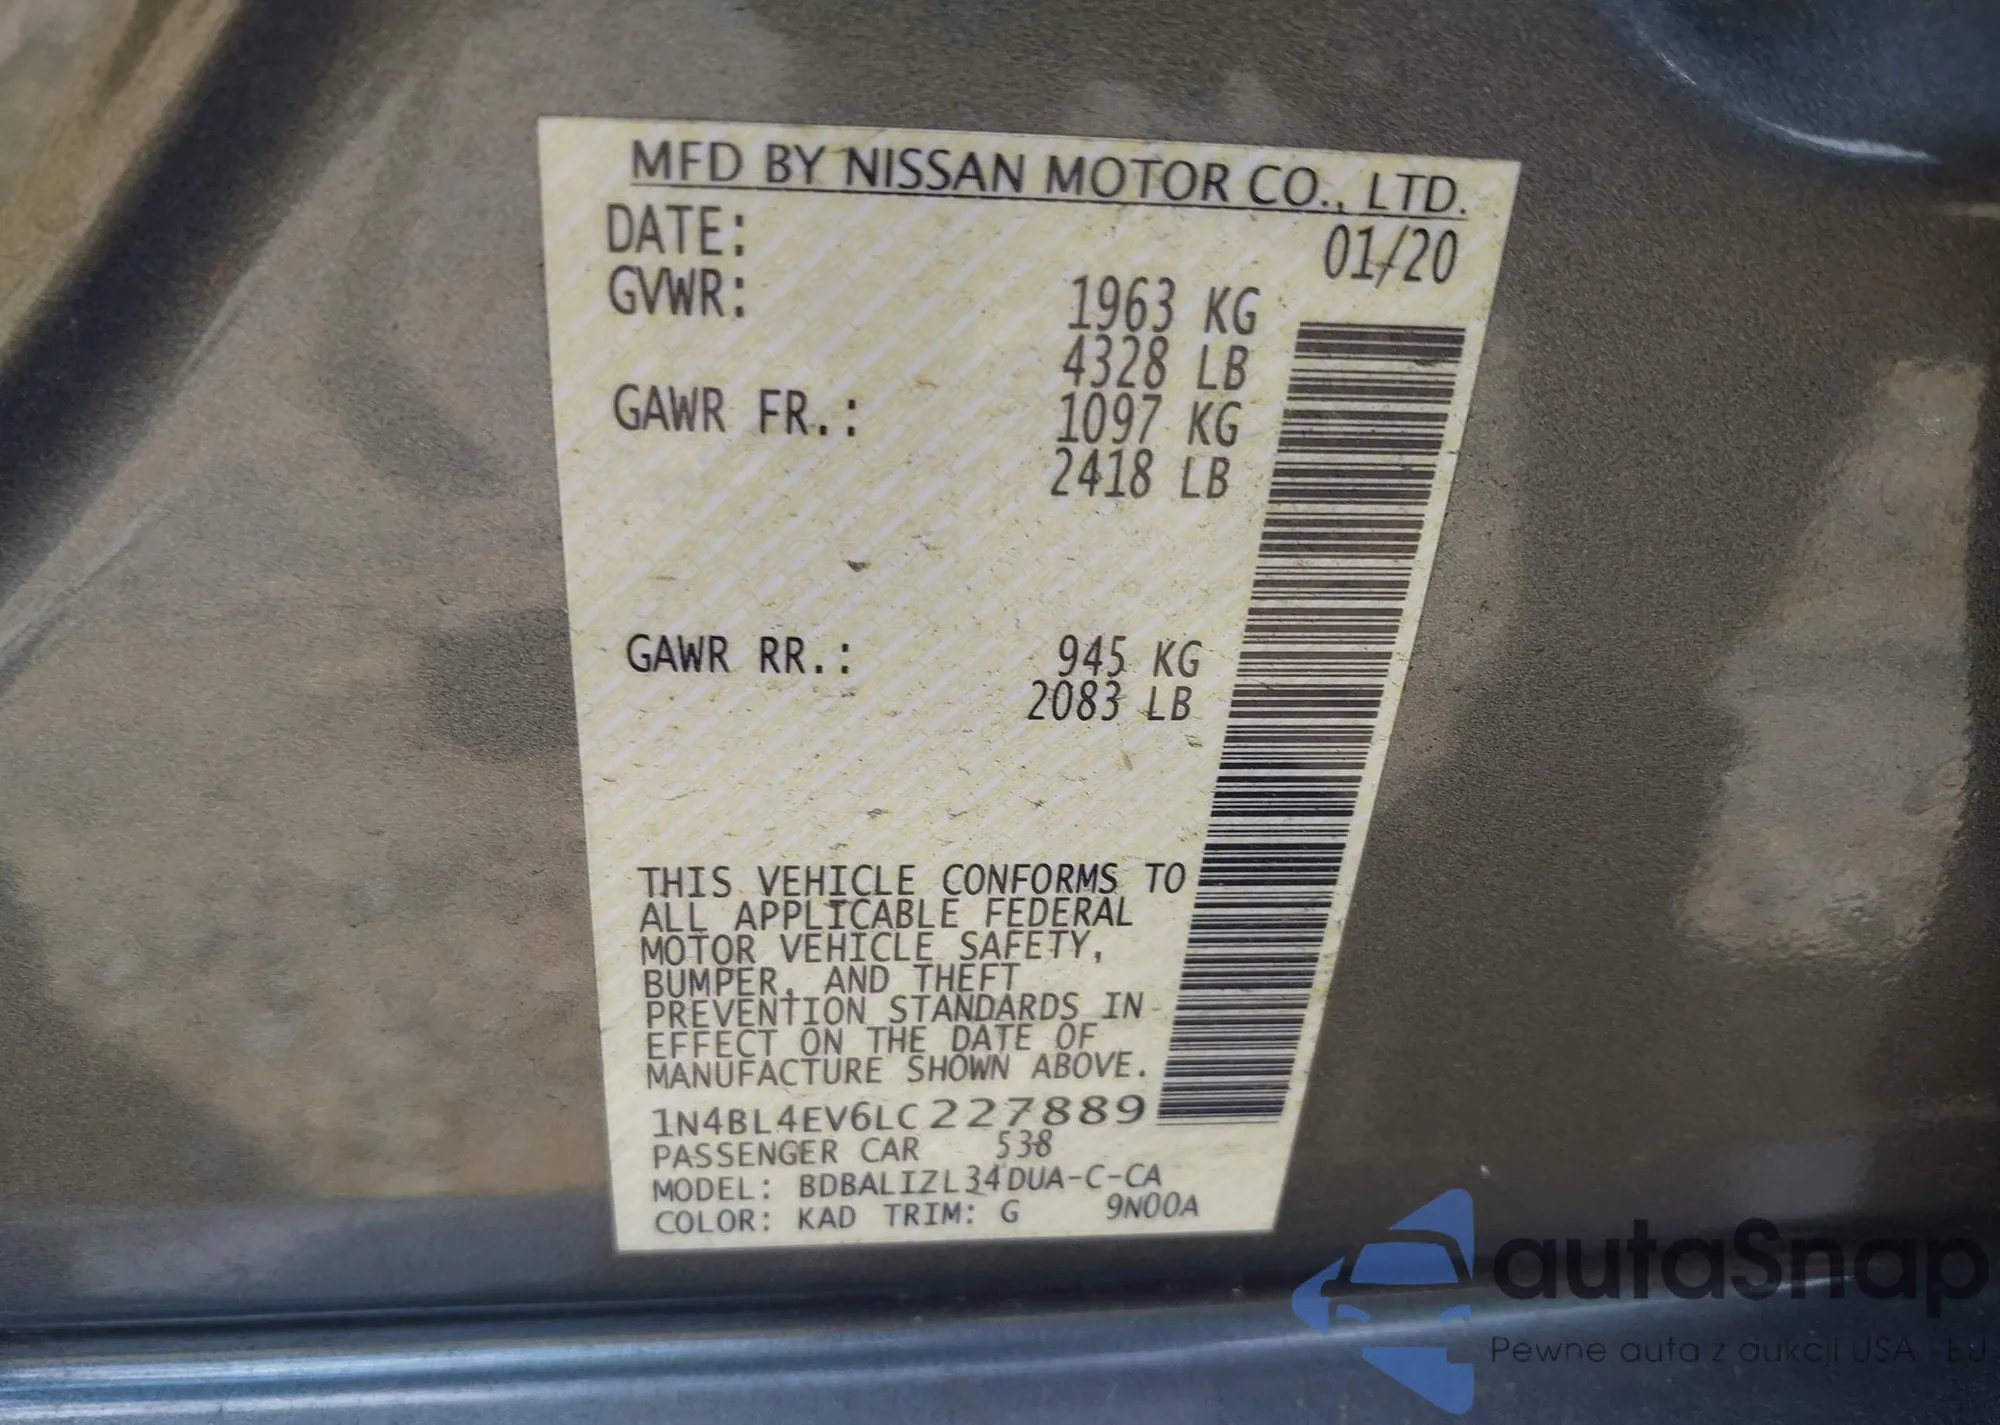 MFD BY NISSAN MOTOR CO., LTD.
DATE: 01/20
GVWR: 1963 KG
4328 LB
GAWR FR.: 1097 KG
2418 LB
GAWR RR.: 945 KG
2083 LB
THIS VEHICLE CONFORMS TO
ALL APPLICABLE FEDERAL
MOTOR VEHICLE SAFETY,
BUMPER, AND THEFT
PREVENTION STANDARDS IN
EFFECT ON THE DATE OF
MANUFACTURE SHOWN ABOVE.
1N4BL4EV6LC227889
PASSENGER CAR 538
MODEL: BDBALIZL34DUA-C-CA
COLOR: KAD TRIM: G 9N00A
autaSnap
Pewne auta z aukcji USA i EU